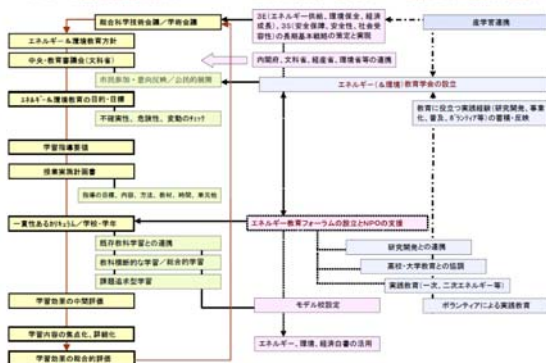 総合科学技術会議／学術会議
エネルギー＆環境教育方針
中央・教育審議会(文科省)
市民参加・意向反映／公民的展開
エネルギー＆環境教育の目的・目標
不確実性、危険性、変動のチェック
学習指導要領
授業実施計画書
指導の目標、内容、方法、教材、時間、単元他
一貫性あるカリキュラム／学校・学年
既存教科学習との連携
教科横断的な学習／総合的学習
課題追求型学習
学習効果の中間評価
学習内容の焦点化、詳細化
学習効果の総合的評価
3E(エネルギー供給、環境保全、経済
成長)、3S(安全保障、安全性、社会受
容性)の長期基本戦略の策定と実現
内閣府、文科省、経産省、環境省等の連携
エネルギー(＆環境)教育学会の設立
エネルギー教育フォーラムの設立とNPOの支援
研究開発との連携
高校・大学教育との協調
実践教育(一次、二次エネルギー等)
モデル校設定
エネルギー、環境、経済白書の活用
産学官連携
教育に役立つ実践経験(研究開発、事業
化、普及、ボランティア等)の蓄積・反映
ボランティアによる実践教育